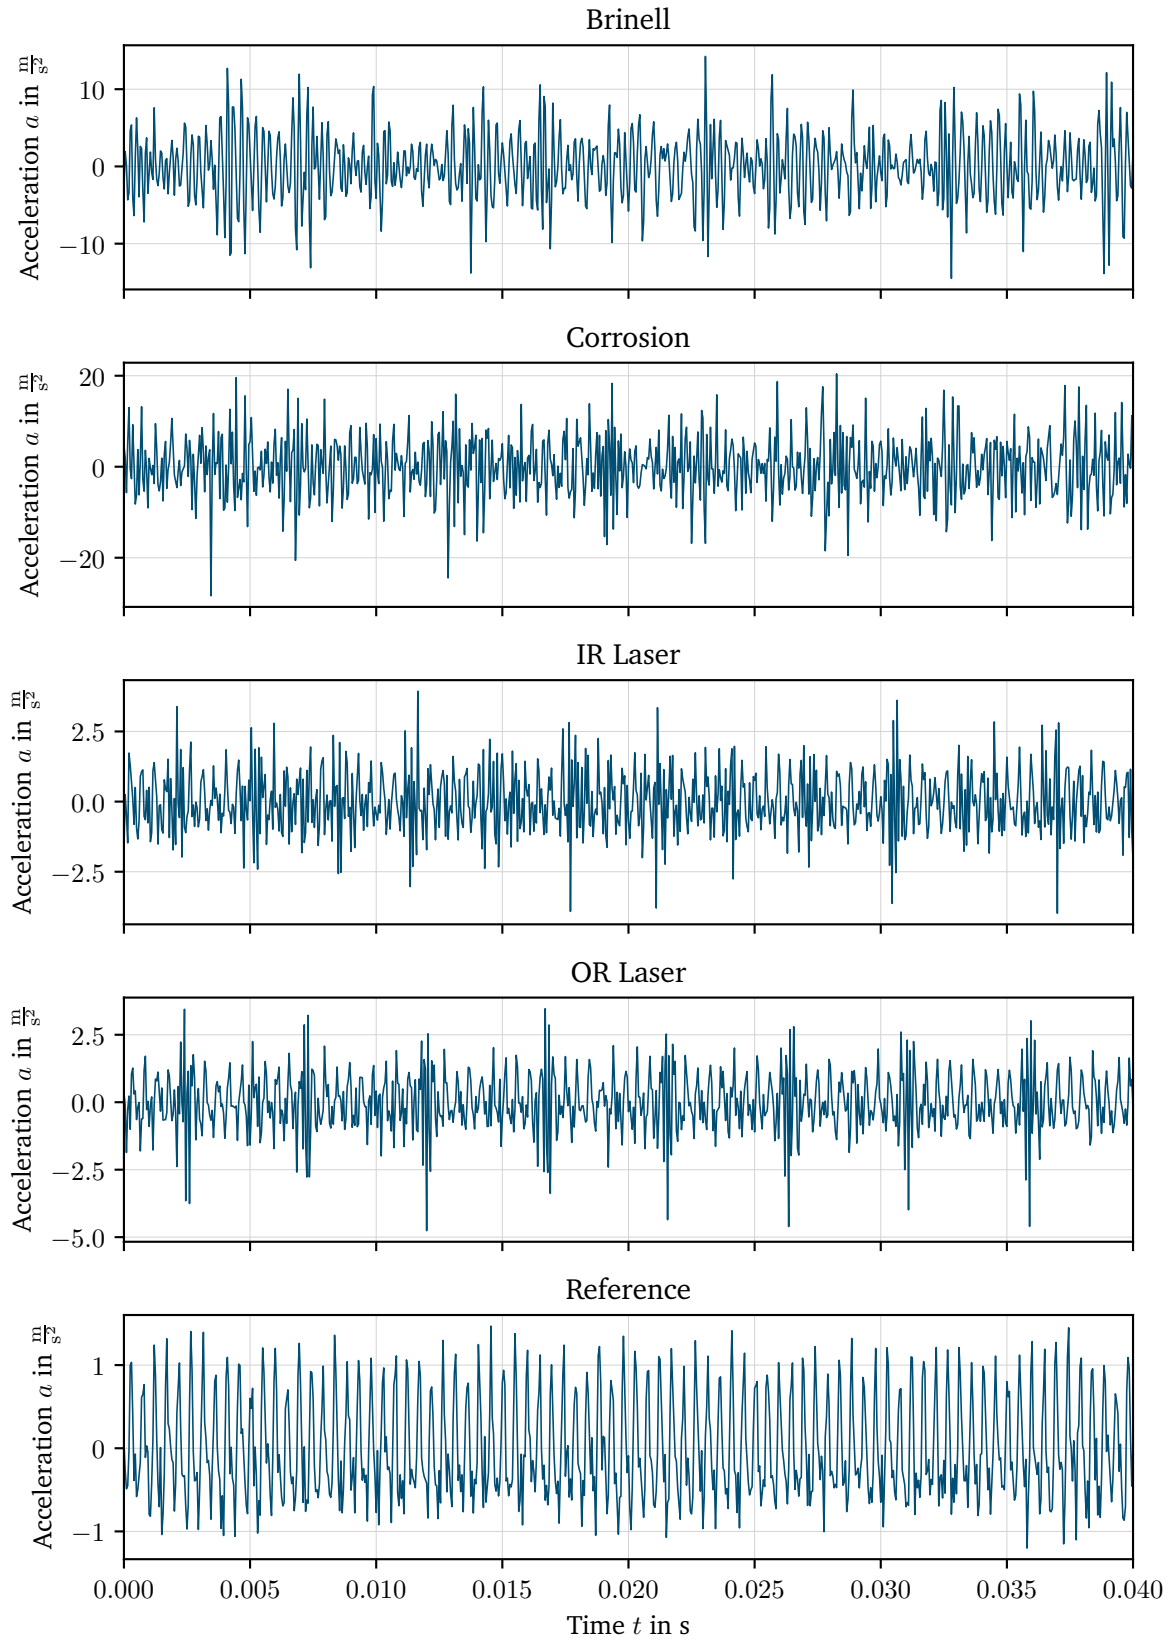 Brinell
Acceleration a in m/s²
10
0
−10
Corrosion
Acceleration a in m/s²
20
0
−20
IR Laser
Acceleration a in m/s²
2.5
0.0
−2.5
OR Laser
Acceleration a in m/s²
2.5
0.0
−2.5
−5.0
Reference
Acceleration a in m/s²
1
0
−1
0.000 0.005 0.010 0.015 0.020 0.025 0.030 0.035 0.040
Time t in s